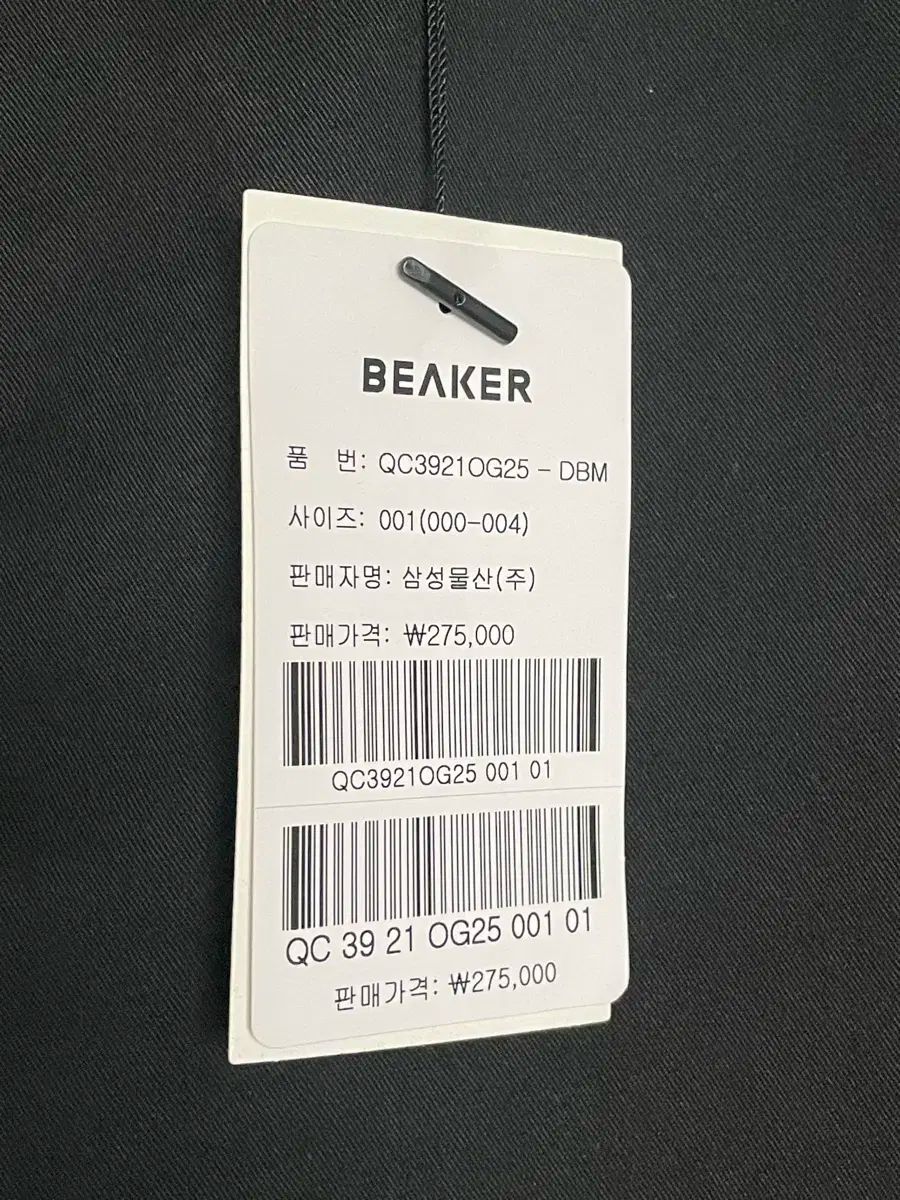 BEAKER
품 번: QC3921OG25 - DBM
사이즈: 001(000-004)
판매자명: 삼성물산(주)
판매가격: ₩275,000
QC3921OG25 001 01
QC 39 21 OG25 001 01
판매가격: ₩275,000